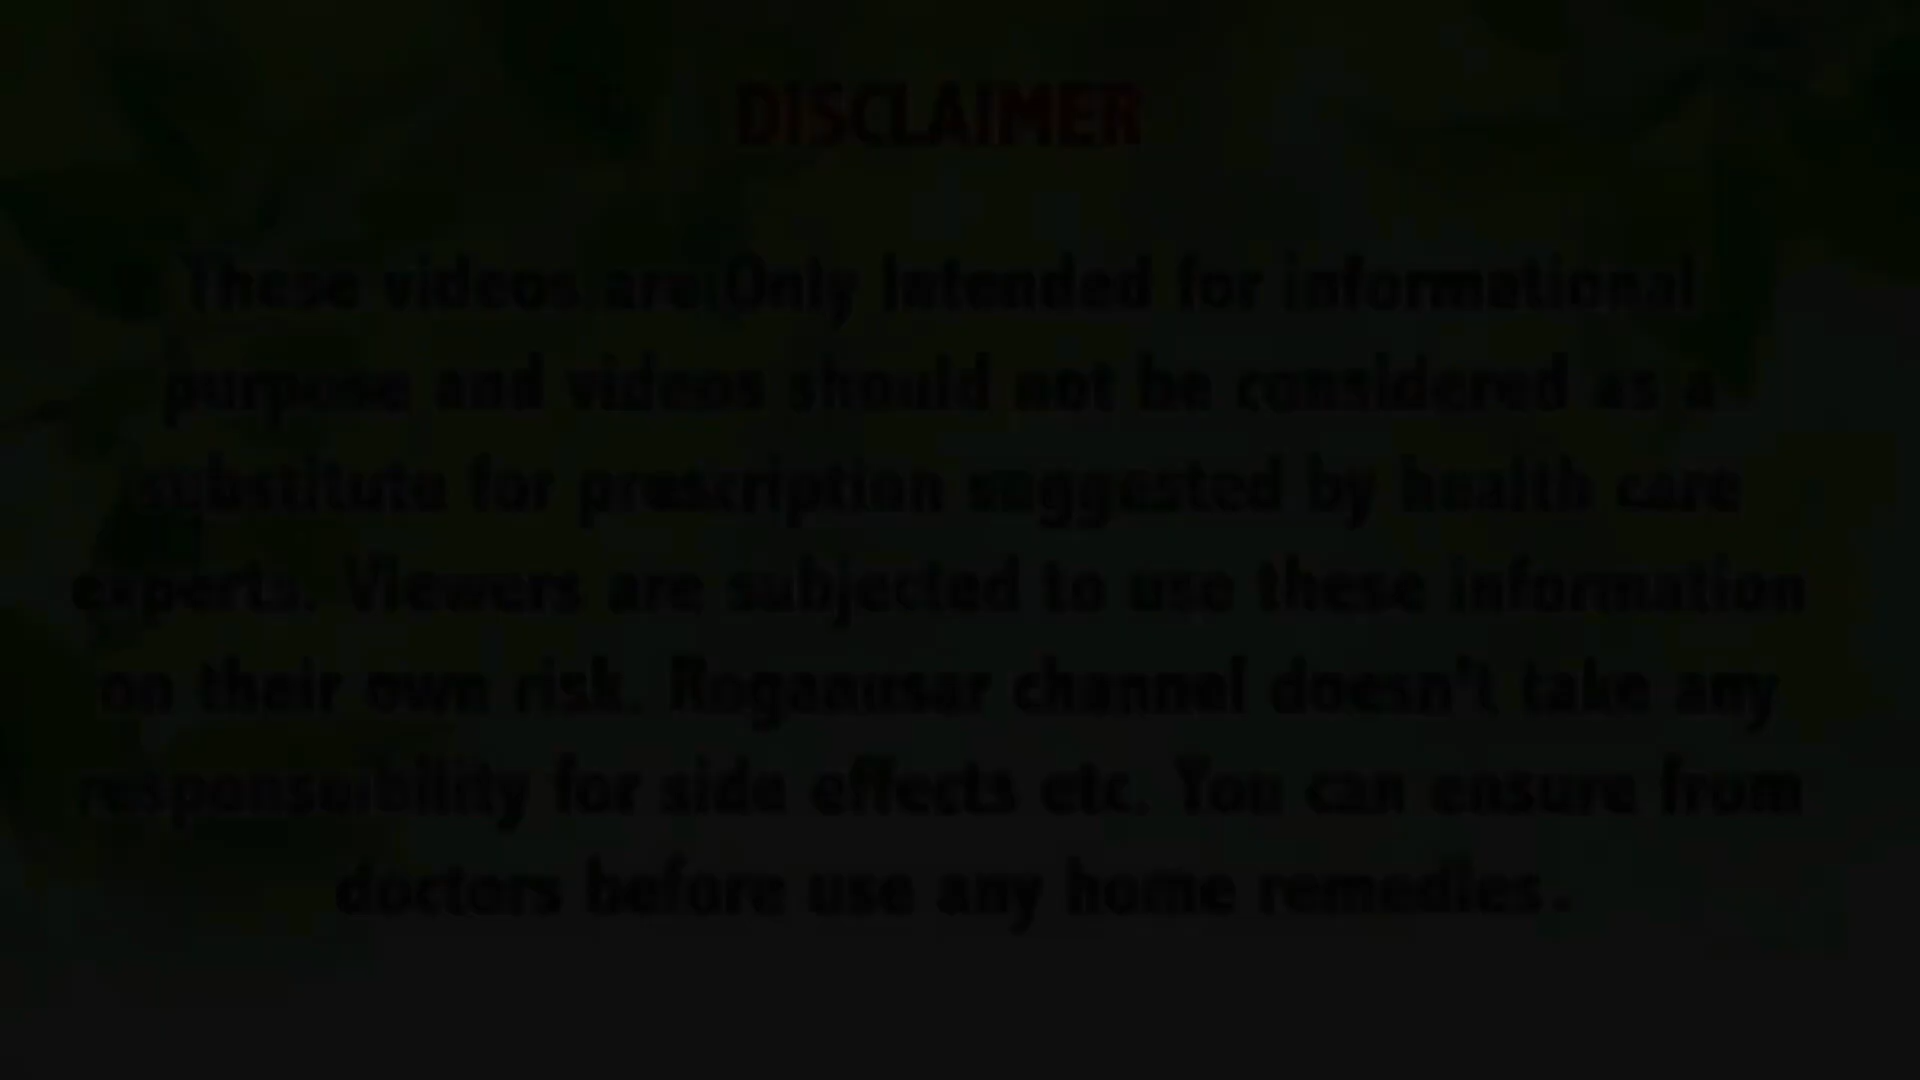 DISCLAIMER
These videos are Only Intended for informational
purpose and videos should not be considered as a
substitute for prescription suggested by health care
experts. Viewers are subjected to use these information
on their own risk. Roganusar channel doesn't take any
responsoibility for side effects etc. You can ensure from
doctors before use any home remedies.